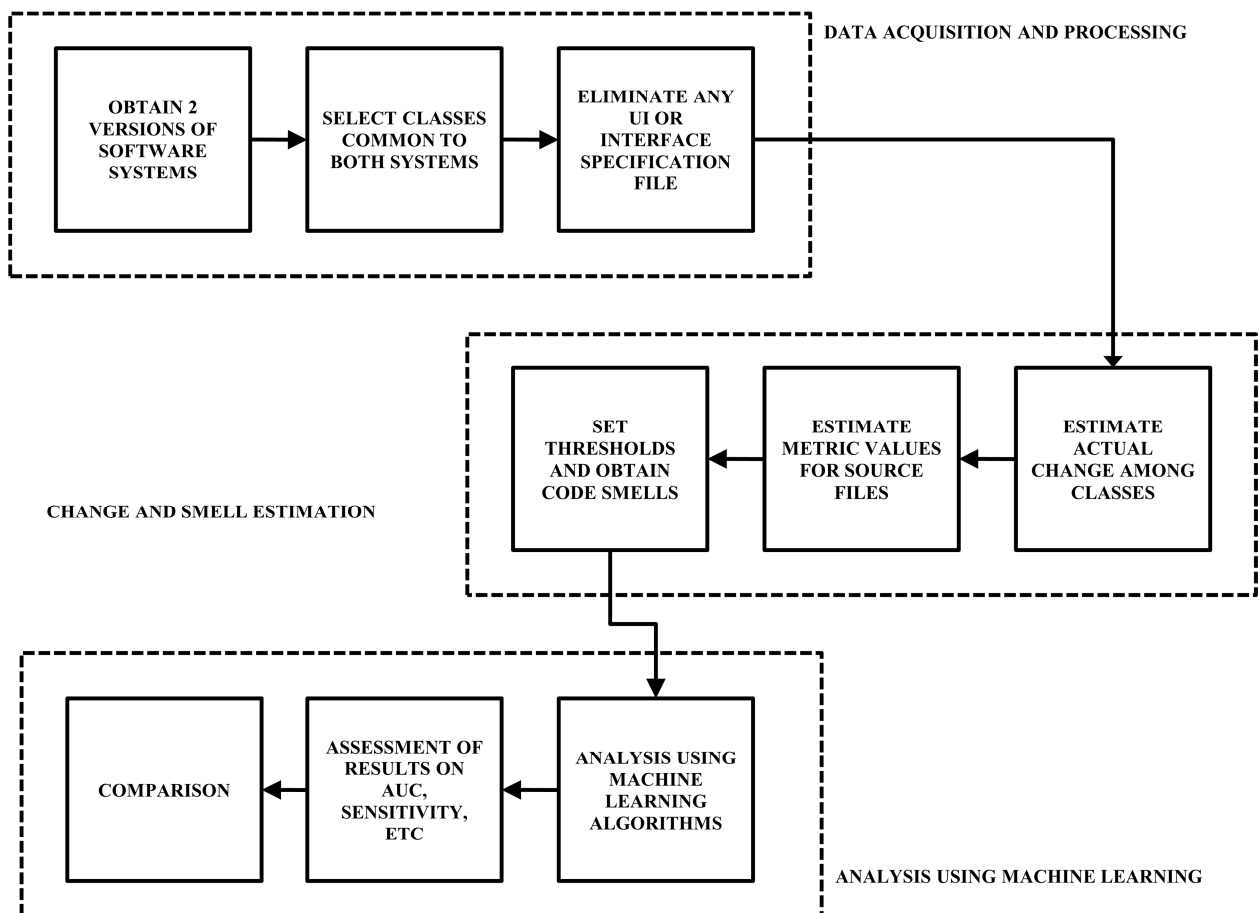 DATA ACQUISITION AND PROCESSING
OBTAIN 2
VERSIONS OF
SOFTWARE
SYSTEMS
SELECT CLASSES
COMMON TO
BOTH SYSTEMS
ELIMINATE ANY
UI OR
INTERFACE
SPECIFICATION
FILE
CHANGE AND SMELL ESTIMATION
ESTIMATE
ACTUAL
CHANGE AMONG
CLASSES
ESTIMATE
METRIC VALUES
FOR SOURCE
FILES
SET
THRESHOLDS
AND OBTAIN
CODE SMELLS
ANALYSIS USING
MACHINE
LEARNING
ALGORITHMS
ASSESSMENT OF
RESULTS ON
AUC,
SENSITIVITY,
ETC
COMPARISON
ANALYSIS USING MACHINE LEARNING